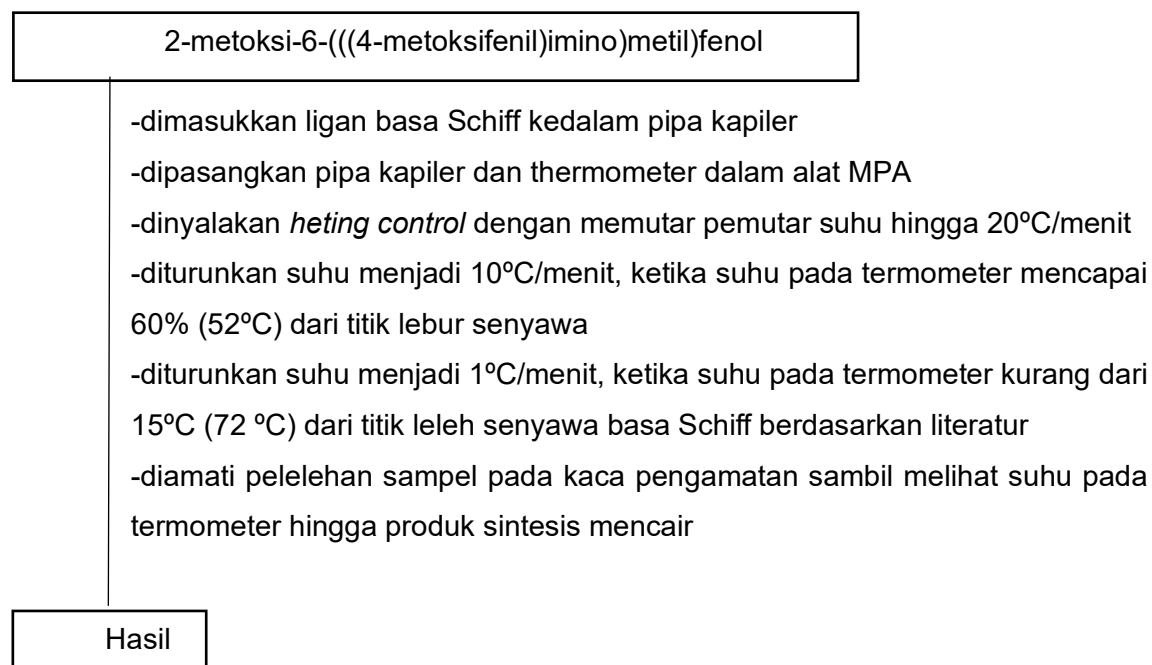 2-metoksi-6-(((4-metoksifenil)imino)metil)fenol
-dimasukkan ligan basa Schiff kedalam pipa kapiler
-dipasangkan pipa kapiler dan thermometer dalam alat MPA
-dinyalakan heting control dengan memutar pemutar suhu hingga 20ºC/menit
-diturunkan suhu menjadi 10ºC/menit, ketika suhu pada termometer mencapai
60% (52ºC) dari titik lebur senyawa
-diturunkan suhu menjadi 1ºC/menit, ketika suhu pada termometer kurang dari
15ºC (72 ºC) dari titik leleh senyawa basa Schiff berdasarkan literatur
-diamati pelelehan sampel pada kaca pengamatan sambil melihat suhu pada
termometer hingga produk sintesis mencair
Hasil